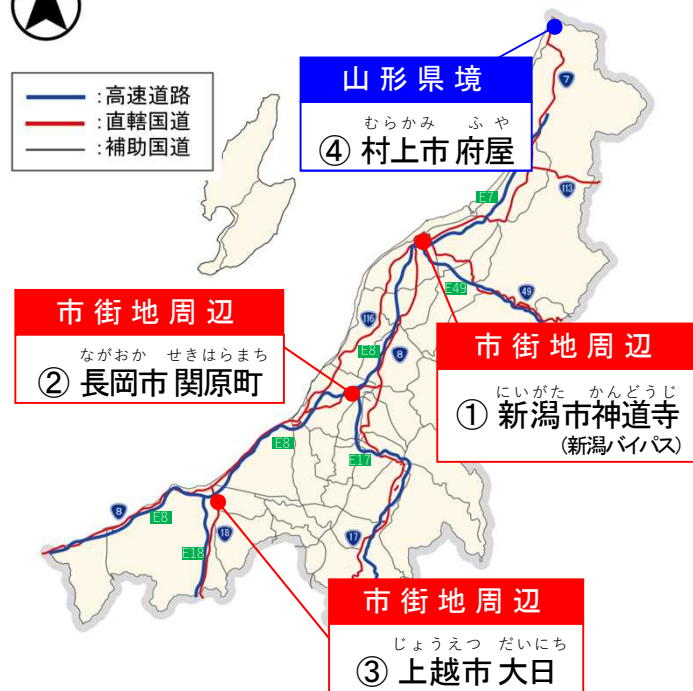 :高速道路
:直轄国道
:補助国道
山形県境
むらかみ ふや
④ 村上市 府屋
7
113
E7
E49
49
市街地周辺
ながおか せきはらまち
② 長岡市 関原町
116
E8
8
市街地周辺
にいがた かんどうじ
① 新潟市神道寺
(新潟バイパス)
E8
E17
8
E8
18
E18
17
市街地周辺
じょうえつ だいにち
③ 上越市 大日